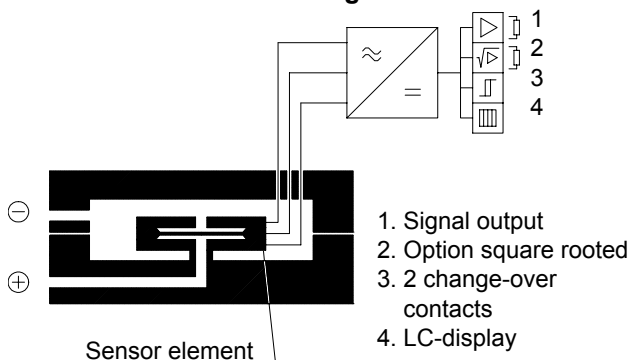 1
2
3
4
1. Signal output
2. Option square rooted
3. 2 change-over
contacts
4. LC-display
Sensor element